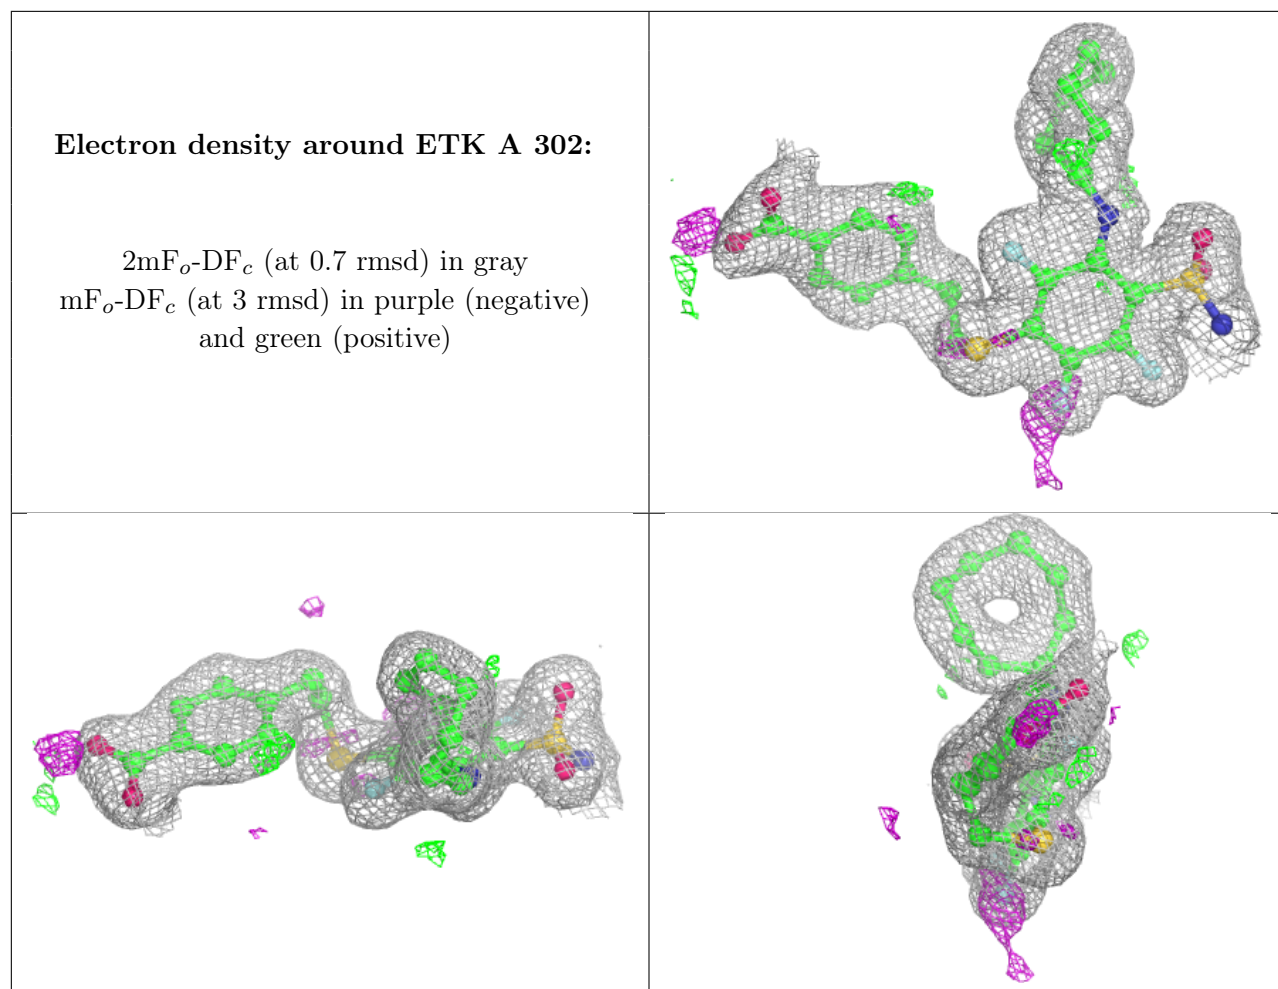 Electron density around ETK A 302:
2mFo-DFc (at 0.7 rmsd) in gray
mFo-DFc (at 3 rmsd) in purple (negative)
and green (positive)